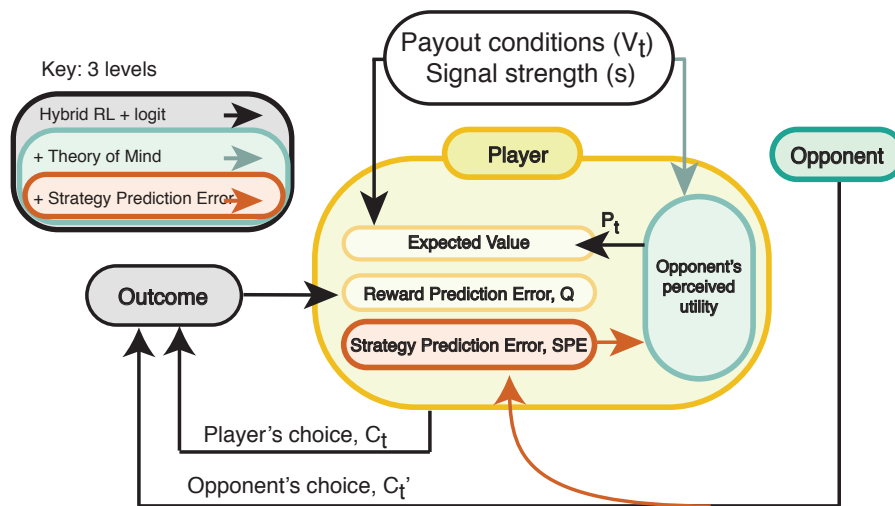 Payout conditions (Vt)
Signal strength (s)
Key: 3 levels
Hybrid RL + logit
+ Theory of Mind
+ Strategy Prediction Error
Player
Opponent
Pt
Expected Value
Opponent's
perceived
utility
Outcome
Reward Prediction Error, Q
Strategy Prediction Error, SPE
Player's choice, Ct
Opponent's choice, Ct'